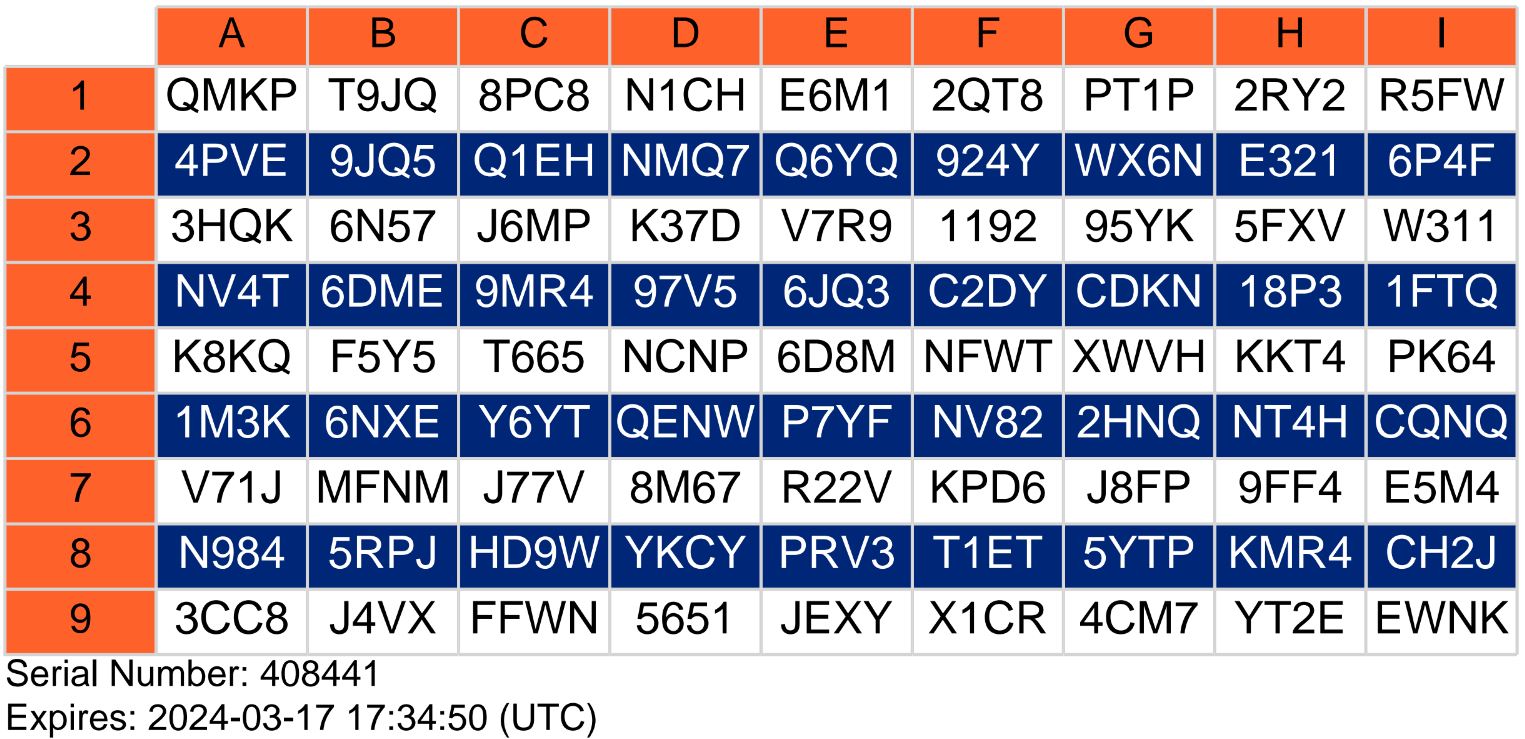 A B C D E F G H I
1 QMKP T9JQ 8PC8 N1CH E6M1 2QT8 PT1P 2RY2 R5FW
2 4PVE 9JQ5 Q1EH NMQ7 Q6YQ 924Y WX6N E321 6P4F
3 3HQK 6N57 J6MP K37D V7R9 1192 95YK 5FXV W311
4 NV4T 6DME 9MR4 97V5 6JQ3 C2DY CDKN 18P3 1FTQ
5 K8KQ F5Y5 T665 NCNP 6D8M NFWT XWVH KKT4 PK64
6 1M3K 6NXE Y6YT QENW P7YF NV82 2HNQ NT4H CQNQ
7 V71J MFNM J77V 8M67 R22V KPD6 J8FP 9FF4 E5M4
8 N984 5RPJ HD9W YKCY PRV3 T1ET 5YTP KMR4 CH2J
9 3CC8 J4VX FFWN 5651 JEXY X1CR 4CM7 YT2E EWNK
Serial Number: 408441
Expires: 2024-03-17 17:34:50 (UTC)